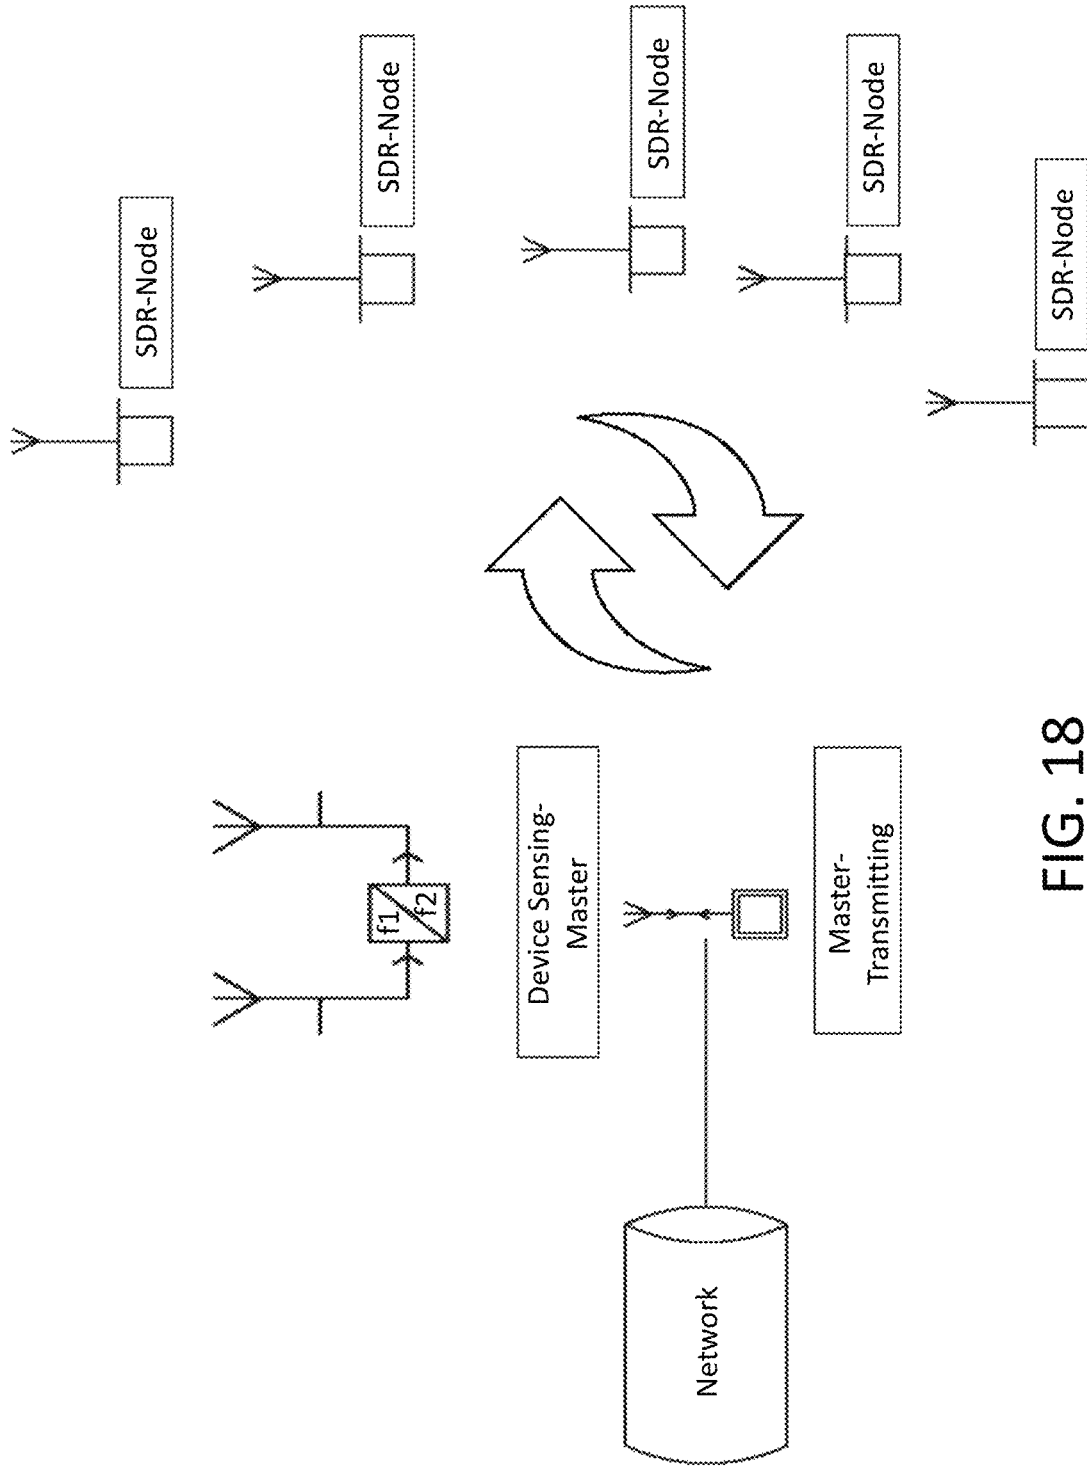 SDR-Node
SDR-Node
SDR-Node
SDR-Node
SDR-Node
f1
f2
Device Sensing-
Master
Master-
Transmitting
Network
FIG. 18